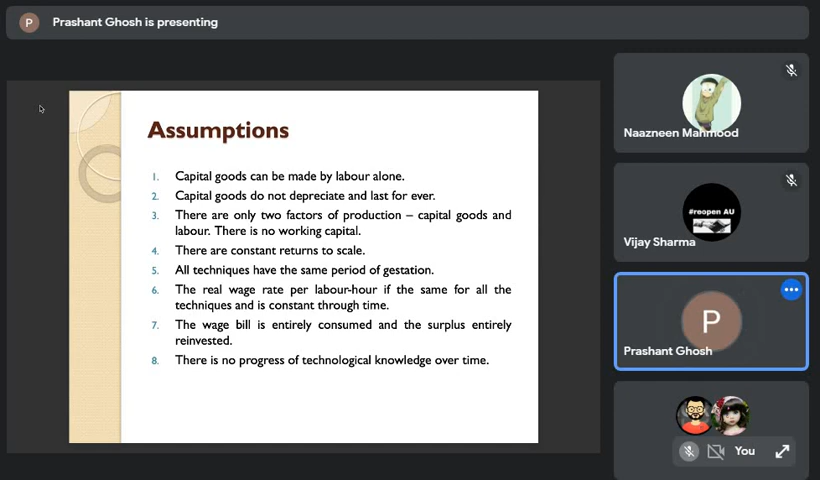 P Prashant Ghosh is presenting
Assumptions
1. Capital goods can be made by labour alone.
2. Capital goods do not depreciate and last for ever.
3. There are only two factors of production – capital goods and
labour. There is no working capital.
4. There are constant returns to scale.
5. All techniques have the same period of gestation.
6. The real wage rate per labour-hour if the same for all the
techniques and is constant through time.
7. The wage bill is entirely consumed and the surplus entirely
reinvested.
8. There is no progress of technological knowledge over time.
Naazneen Mahmood
#reopen AU
Vijay Sharma
P
Prashant Ghosh
You